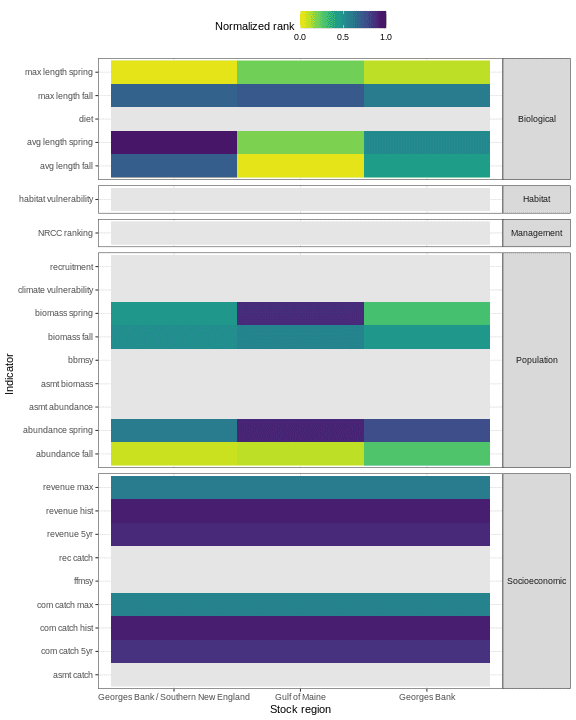 Normalized rank
0.0 0.5 1.0
max length spring
max length fall
diet
avg length spring
avg length fall
Biological
habitat vulnerability
Habitat
NRCC ranking
Management
recruitment
climate vulnerability
biomass spring
biomass fall
bbmsy
asmt biomass
asmt abundance
abundance spring
abundance fall
Population
revenue max
revenue hist
revenue 5yr
rec catch
ffmsy
com catch max
com catch hist
com catch 5yr
asmt catch
Socioeconomic
Indicator
Georges Bank / Southern New England Gulf of Maine Georges Bank
Stock region